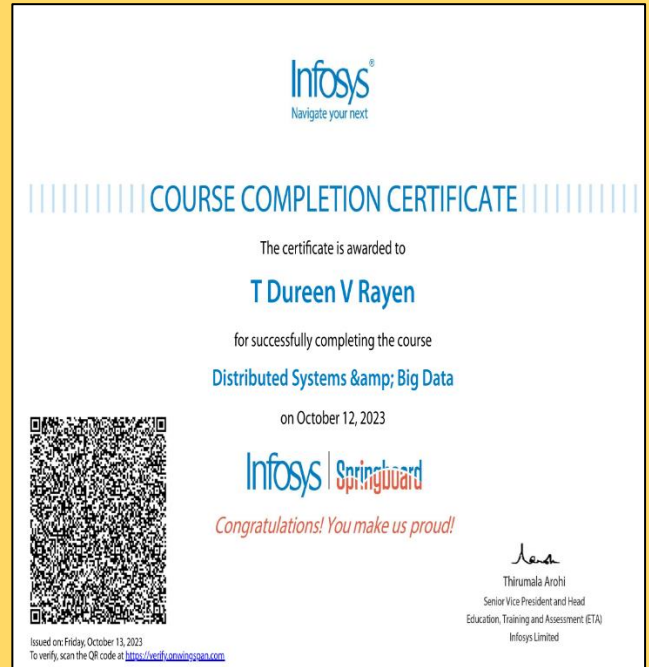 Infosys®
Navigate your next
COURSE COMPLETION CERTIFICATE
The certificate is awarded to
T Dureen V Rayen
for successfully completing the course
Distributed Systems &amp; Big Data
on October 12, 2023
Infosys | Springboard
Congratulations! You make us proud!
Thirumala Arohi
Senior Vice President and Head
Education, Training and Assessment (ETA)
Infosys Limited
Issued on: Friday, October 13, 2023
To verify, scan the QR code at https://verify.onwingspan.com